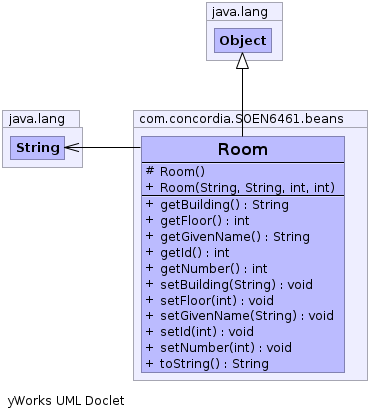 java.lang
Object
java.lang
String
com.concordia.SOEN6461.beans
Room
# Room()
+ Room(String, String, int, int)
+ getBuilding() : String
+ getFloor() : int
+ getGivenName() : String
+ getId() : int
+ getNumber() : int
+ setBuilding(String) : void
+ setFloor(int) : void
+ setGivenName(String) : void
+ setId(int) : void
+ setNumber(int) : void
+ toString() : String
yWorks UML Doclet